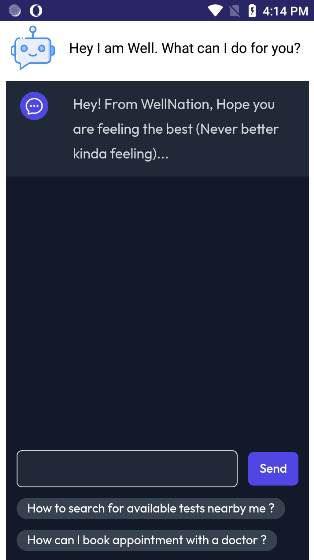 4:14 PM
Hey I am Well. What can I do for you?
Hey! From WellNation, Hope you
are feeling the best (Never better
kinda feeling)...
Send
How to search for available tests nearby me ?
How can I book appointment with a doctor ?